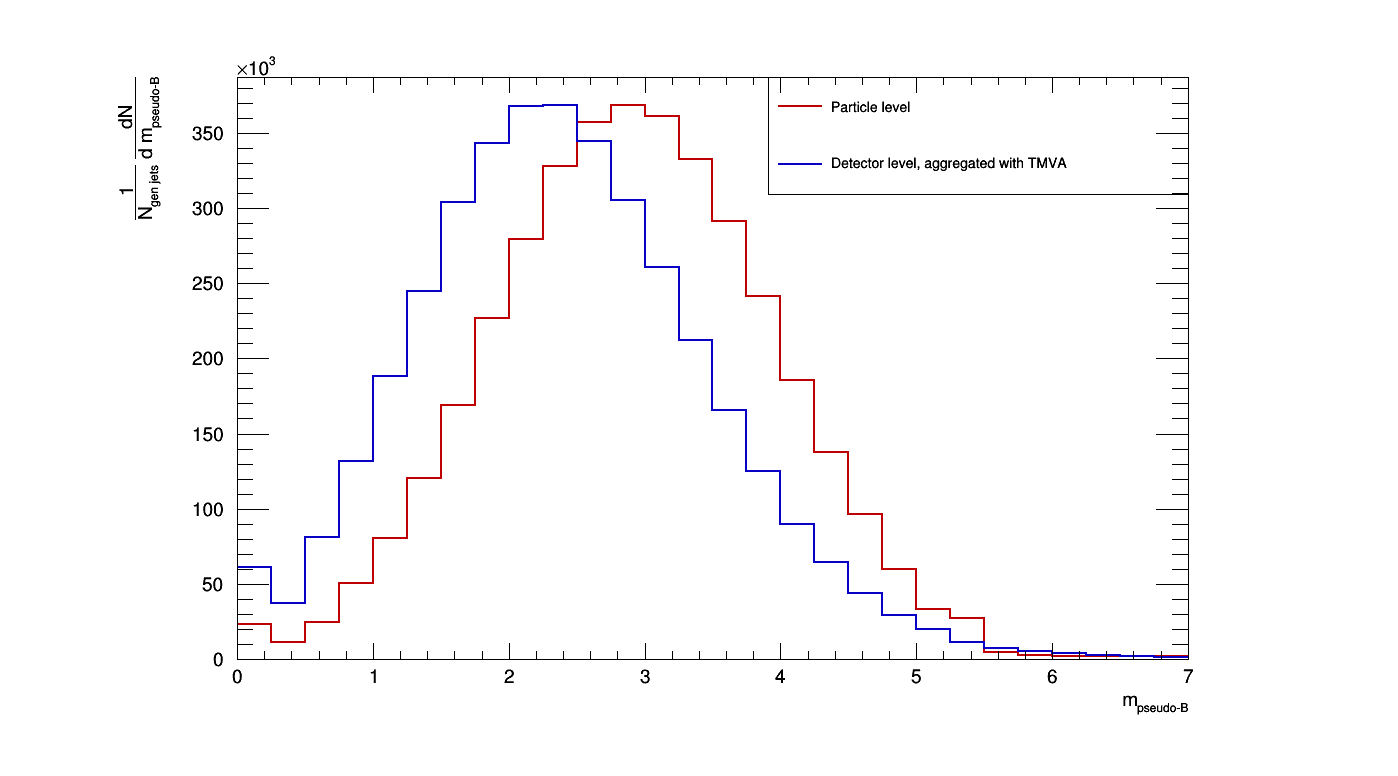 ×10³
1 dN
N_gen jets d m_pseudo-B
350
300
250
200
150
100
50
0
Particle level
Detector level, aggregated with TMVA
0 1 2 3 4 5 6 7
m_pseudo-B